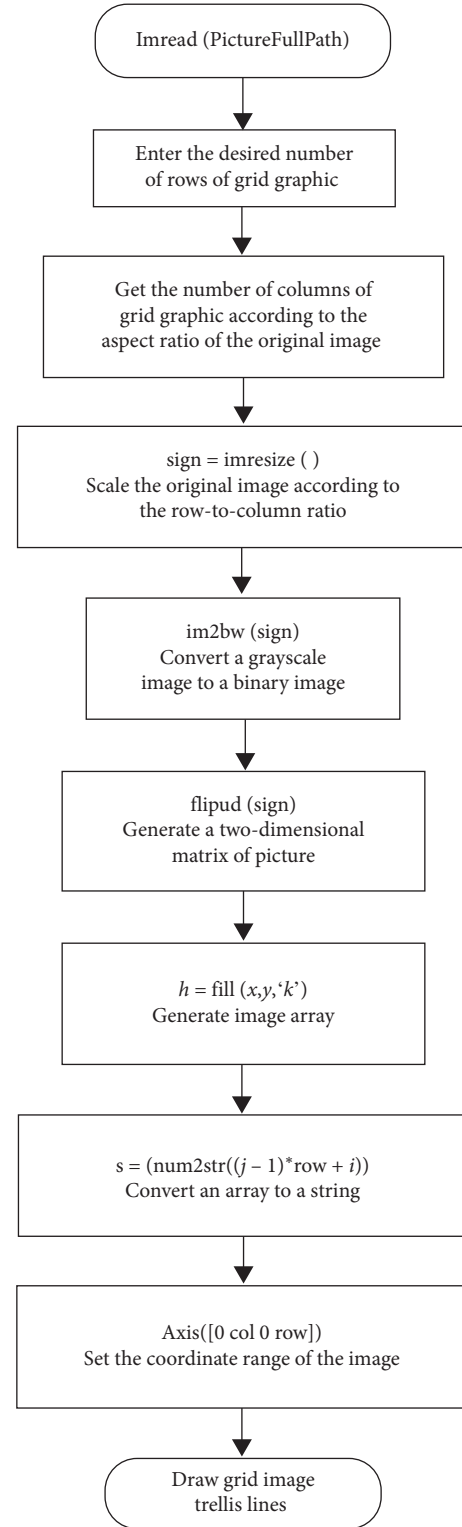 Imread (PictureFullPath)
Enter the desired number
of rows of grid graphic
Get the number of columns of
grid graphic according to the
aspect ratio of the original image
sign = imresize ( )
Scale the original image according to
the row-to-column ratio
im2bw (sign)
Convert a grayscale
image to a binary image
flipud (sign)
Generate a two-dimensional
matrix of picture
h = fill (x,y,‘k’)
Generate image array
s = (num2str((j – 1)*row + i))
Convert an array to a string
Axis([0 col 0 row])
Set the coordinate range of the image
Draw grid image
trellis lines